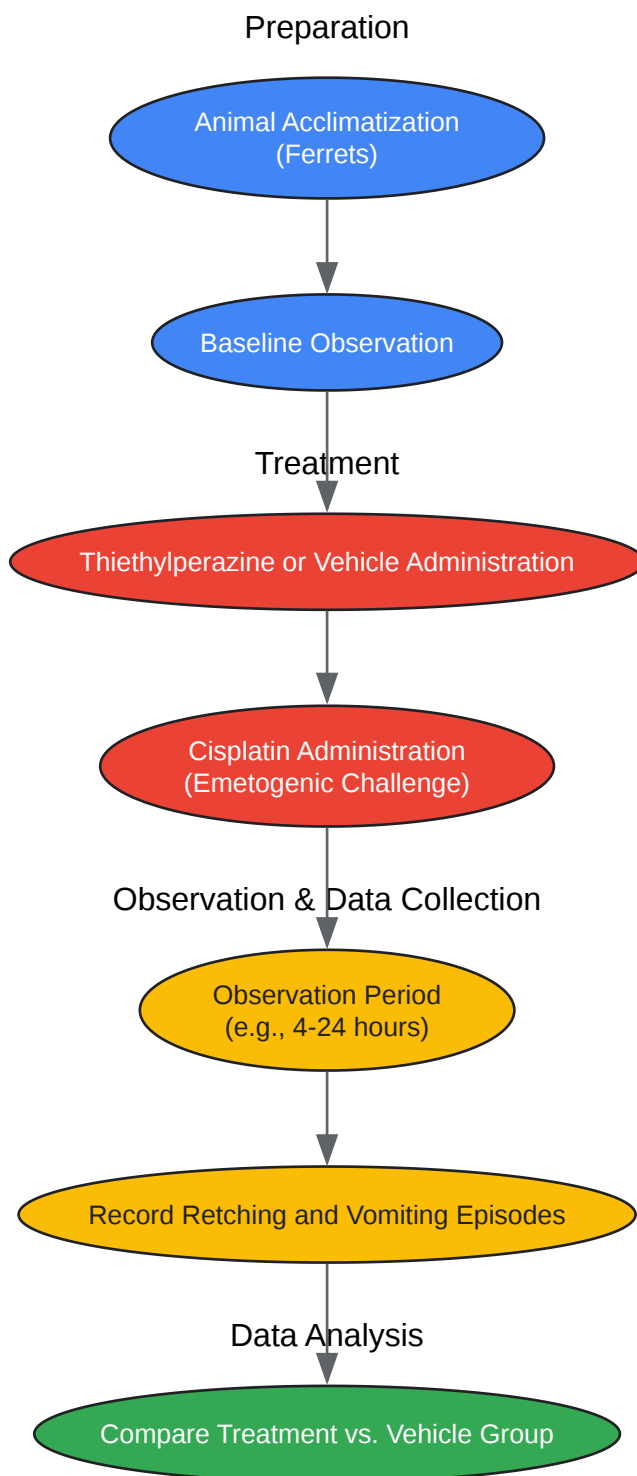 Preparation
Animal Acclimatization
(Ferrets)
Baseline Observation
Treatment
Thiethylperazine or Vehicle Administration
Cisplatin Administration
(Emetogenic Challenge)
Observation & Data Collection
Observation Period
(e.g., 4-24 hours)
Record Retching and Vomiting Episodes
Data Analysis
Compare Treatment vs. Vehicle Group